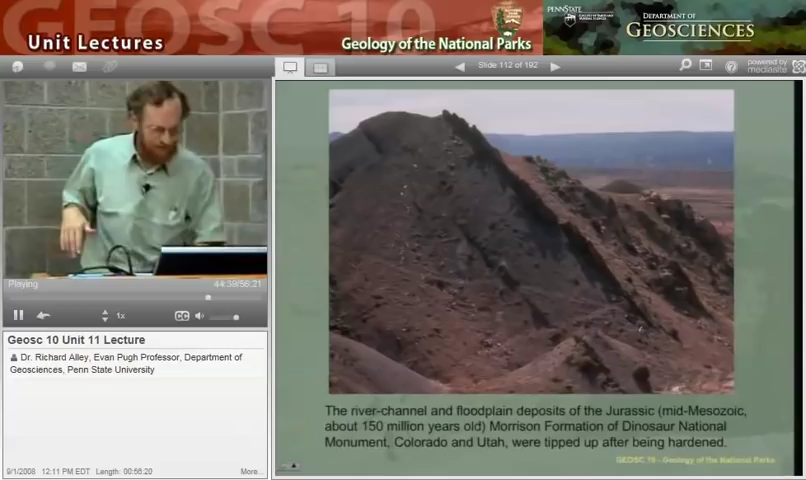 GEOSC 10
Unit Lectures
Geology of the National Parks
PENNSTATE
DEPARTMENT OF
GEOSCIENCES
Slide 112 of 192
powered by
mediasite
Playing
44:38/56:21
1x
CC
Geosc 10 Unit 11 Lecture
Dr. Richard Alley, Evan Pugh Professor, Department of
Geosciences, Penn State University
9/1/2008 12:11 PM EDT Length: 00:56:20
More...
The river-channel and floodplain deposits of the Jurassic (mid-Mesozoic,
about 150 million years old) Morrison Formation of Dinosaur National
Monument, Colorado and Utah, were tipped up after being hardened.
GEOSC 10 - Geology of the National Parks